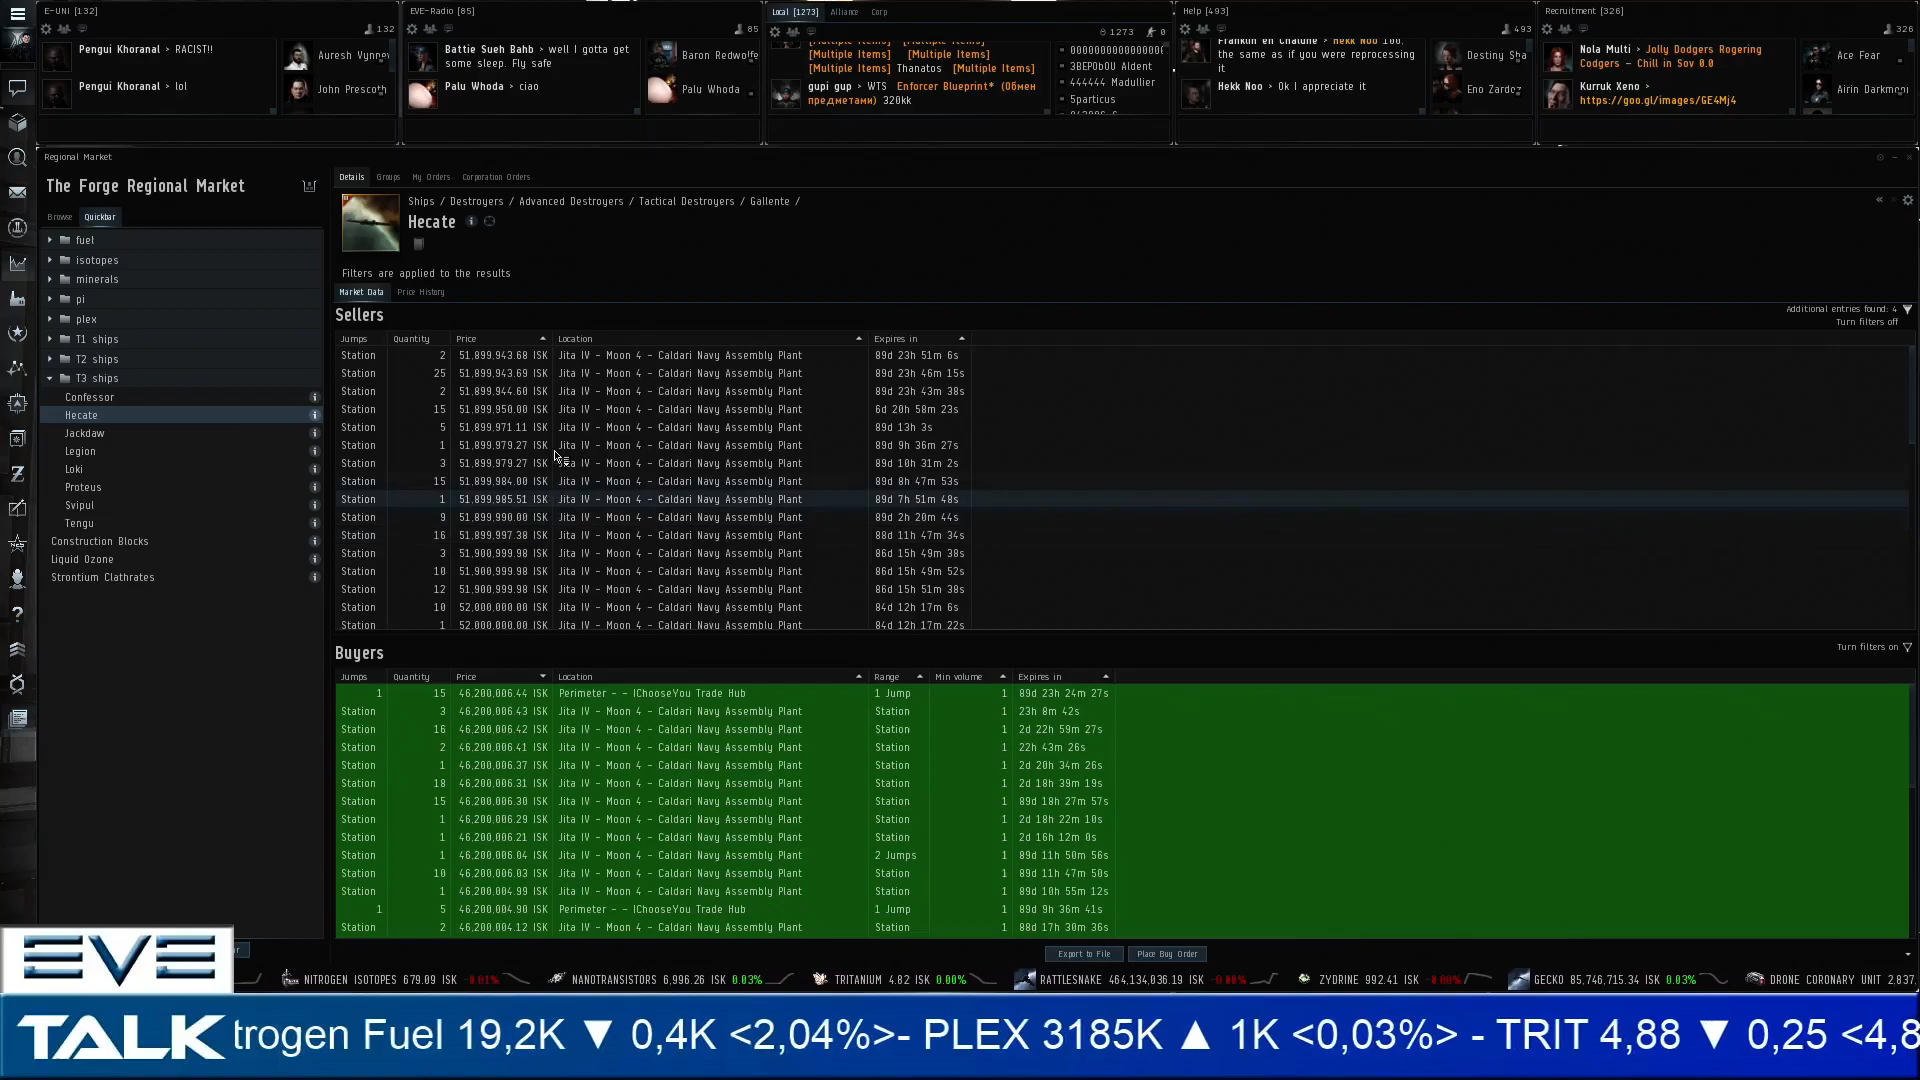 E-UNI [132]
132
Pengui Khoranal > RACIST!!
Pengui Khoranal > lol
Auresh Vynne
John Prescoth
EVE-Radio [85]
85
Battie Sueh Bahb > well I gotta get
some sleep. Fly safe
Palu Whoda > ciao
Baron Redwolfe
Palu Whoda
Local [1273] Alliance Corp
1273 0
[Multiple Items] [Multiple Items]
[Multiple Items] Thanatos [Multiple Items]
gupi gup > WTS Enforcer Blueprint* (Обмен
предметами) 320kk
3BEPObOU AIdent
444444 Madullier
5particus
Help [493]
493
Franklin en Chalune > Hekk Noo
the same as if you were reprocessing
it
Hekk Noo > Ok I appreciate it
Destiny Sha
Eno Zardoz
Recruitment [326]
326
Nola Multi > Jolly Dodgers Rogering
Codgers – Chill in Sov 0.0
Kurruk Xeno >
https://goo.gl/images/GE4Mj4
Ace Fear
Airin Darkmoon
Regional Market
The Forge Regional Market
Browse Quickbar
fuel
isotopes
minerals
pi
plex
T1 ships
T2 ships
T3 ships
Confessor
Hecate
Jackdaw
Legion
Loki
Proteus
Svipul
Tengu
Construction Blocks
Liquid Ozone
Strontium Clathrates
Details Groups My Orders Corporation Orders
Ships / Destroyers / Advanced Destroyers / Tactical Destroyers / Gallente /
Hecate
Filters are applied to the results
Market Data Price History
Sellers
Additional entries found: 4
Turn filters off
Jumps Quantity Price Location Expires in
Station 2 51,899,943.68 ISK Jita IV - Moon 4 - Caldari Navy Assembly Plant 89d 23h 51m 6s
Station 25 51,899,943.69 ISK Jita IV - Moon 4 - Caldari Navy Assembly Plant 89d 23h 46m 15s
Station 2 51,899,944.60 ISK Jita IV - Moon 4 - Caldari Navy Assembly Plant 89d 23h 43m 38s
Station 15 51,899,950.00 ISK Jita IV - Moon 4 - Caldari Navy Assembly Plant 6d 20h 58m 23s
Station 5 51,899,971.11 ISK Jita IV - Moon 4 - Caldari Navy Assembly Plant 89d 13h 3s
Station 1 51,899,979.27 ISK Jita IV - Moon 4 - Caldari Navy Assembly Plant 89d 9h 36m 27s
Station 3 51,899,979.27 ISK Jita IV - Moon 4 - Caldari Navy Assembly Plant 89d 10h 31m 2s
Station 15 51,899,984.00 ISK Jita IV - Moon 4 - Caldari Navy Assembly Plant 89d 8h 47m 53s
Station 1 51,899,985.51 ISK Jita IV - Moon 4 - Caldari Navy Assembly Plant 89d 7h 51m 48s
Station 9 51,899,990.00 ISK Jita IV - Moon 4 - Caldari Navy Assembly Plant 89d 2h 20m 44s
Station 16 51,899,997.38 ISK Jita IV - Moon 4 - Caldari Navy Assembly Plant 88d 11h 47m 34s
Station 3 51,900,999.98 ISK Jita IV - Moon 4 - Caldari Navy Assembly Plant 86d 15h 49m 38s
Station 10 51,900,999.98 ISK Jita IV - Moon 4 - Caldari Navy Assembly Plant 86d 15h 49m 52s
Station 12 51,900,999.98 ISK Jita IV - Moon 4 - Caldari Navy Assembly Plant 86d 15h 51m 38s
Station 10 52,000,000.00 ISK Jita IV - Moon 4 - Caldari Navy Assembly Plant 84d 12h 17m 6s
Station 1 52,000,000.00 ISK Jita IV - Moon 4 - Caldari Navy Assembly Plant 84d 12h 17m 22s
Buyers
Turn filters on
Jumps Quantity Price Location Range Min volume Expires in
1 15 46,200,006.44 ISK Perimeter - - IChooseYou Trade Hub 1 Jump 1 89d 23h 24m 27s
Station 3 46,200,006.43 ISK Jita IV - Moon 4 - Caldari Navy Assembly Plant Station 1 23h 8m 42s
Station 16 46,200,006.42 ISK Jita IV - Moon 4 - Caldari Navy Assembly Plant Station 1 2d 22h 59m 27s
Station 2 46,200,006.41 ISK Jita IV - Moon 4 - Caldari Navy Assembly Plant Station 1 22h 43m 26s
Station 1 46,200,006.37 ISK Jita IV - Moon 4 - Caldari Navy Assembly Plant Station 1 2d 20h 34m 26s
Station 18 46,200,006.31 ISK Jita IV - Moon 4 - Caldari Navy Assembly Plant Station 1 2d 18h 39m 19s
Station 15 46,200,006.30 ISK Jita IV - Moon 4 - Caldari Navy Assembly Plant Station 1 89d 18h 27m 57s
Station 1 46,200,006.29 ISK Jita IV - Moon 4 - Caldari Navy Assembly Plant Station 1 2d 18h 22m 10s
Station 1 46,200,006.21 ISK Jita IV - Moon 4 - Caldari Navy Assembly Plant Station 1 2d 16h 12m 0s
Station 1 46,200,006.04 ISK Jita IV - Moon 4 - Caldari Navy Assembly Plant 2 Jumps 1 89d 11h 50m 56s
Station 10 46,200,006.03 ISK Jita IV - Moon 4 - Caldari Navy Assembly Plant Station 1 89d 11h 47m 50s
Station 1 46,200,004.99 ISK Jita IV - Moon 4 - Caldari Navy Assembly Plant Station 1 89d 10h 55m 12s
1 5 46,200,004.90 ISK Perimeter - - IChooseYou Trade Hub 1 Jump 1 89d 9h 36m 41s
Station 2 46,200,004.12 ISK Jita IV - Moon 4 - Caldari Navy Assembly Plant Station 1 88d 17h 30m 36s
Export to File Place Buy Order
NITROGEN ISOTOPES 679.09 ISK -0.01% NANOTRANSISTORS 6,996.26 ISK 0.03% TRITANIUM 4.82 ISK 0.00% RATTLESNAKE 464,134,036.19 ISK -0.00% ZYDRINE 992.41 ISK -0.00% GECKO 85,746,715.34 ISK 0.03% DRONE CORONARY UNIT 2,837,
EVE
TALK
trogen Fuel 19,2K ▼ 0,4K <2,04%>- PLEX 3185K ▲ 1K <0,03%> - TRIT 4,88 ▼ 0,25 <4,8